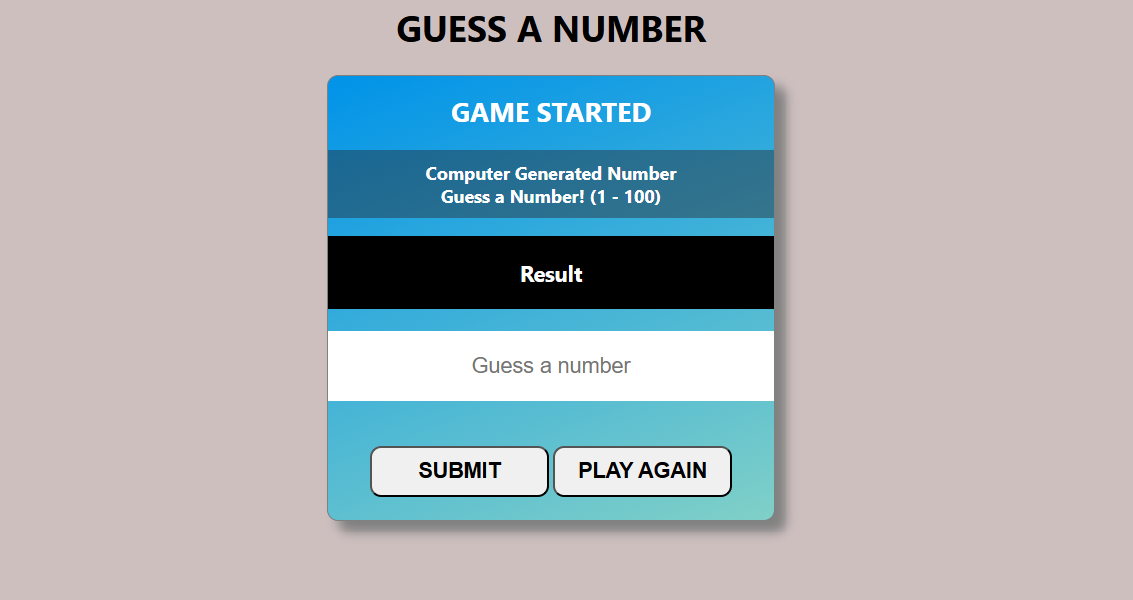 GUESS A NUMBER
GAME STARTED
Computer Generated Number
Guess a Number! (1 - 100)
Result
Guess a number
SUBMIT
PLAY AGAIN